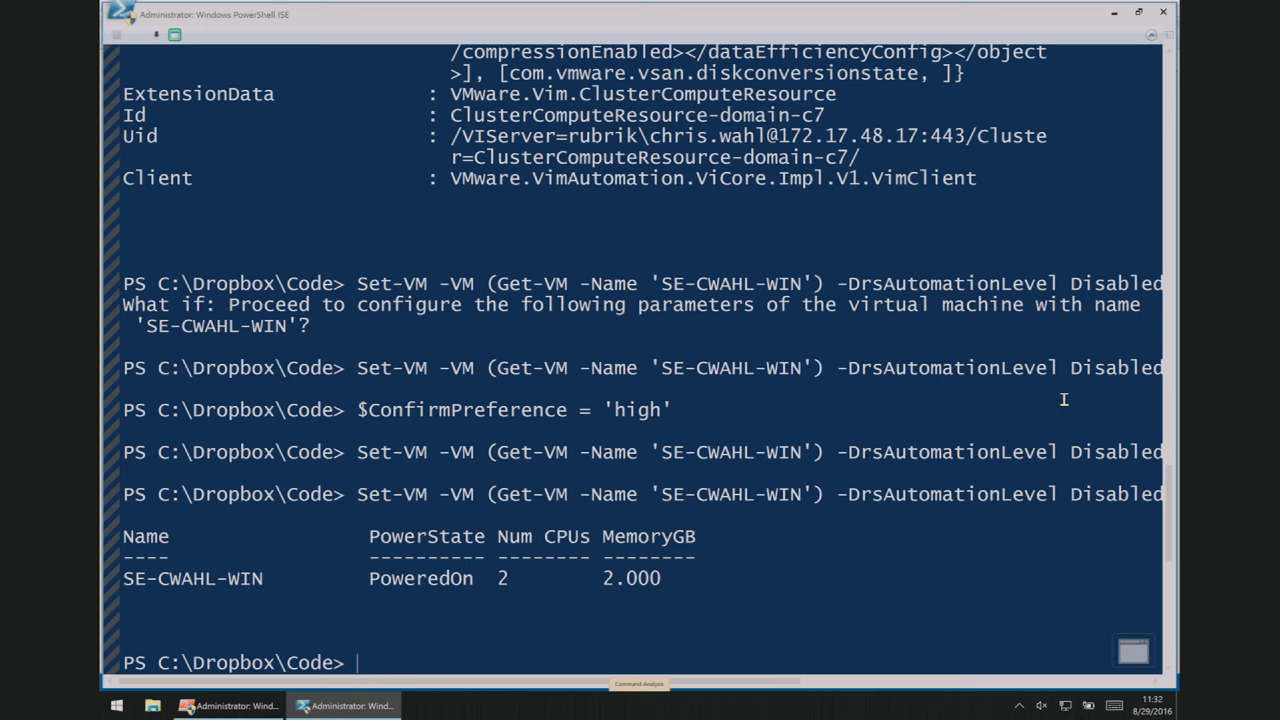 Administrator: Windows PowerShell ISE
/compressionEnabled></dataEfficiencyConfig></object
>], [com.vmware.vsan.diskconversionstate, ]}
ExtensionData : VMware.Vim.ClusterComputeResource
Id : ClusterComputeResource-domain-c7
Uid : /VIServer=rubrik\chris.wahl@172.17.48.17:443/Cluste
r=ClusterComputeResource-domain-c7/
Client : VMware.VimAutomation.ViCore.Impl.V1.VimClient
PS C:\Dropbox\Code> Set-VM -VM (Get-VM -Name 'SE-CWAHL-WIN') -DrsAutomationLevel Disabled
What if: Proceed to configure the following parameters of the virtual machine with name
'SE-CWAHL-WIN'?
PS C:\Dropbox\Code> Set-VM -VM (Get-VM -Name 'SE-CWAHL-WIN') -DrsAutomationLevel Disabled
PS C:\Dropbox\Code> $ConfirmPreference = 'high'
PS C:\Dropbox\Code> Set-VM -VM (Get-VM -Name 'SE-CWAHL-WIN') -DrsAutomationLevel Disabled
PS C:\Dropbox\Code> Set-VM -VM (Get-VM -Name 'SE-CWAHL-WIN') -DrsAutomationLevel Disabled
Name PowerState Num CPUs MemoryGB
---- ---------- -------- --------
SE-CWAHL-WIN PoweredOn 2 2.000
PS C:\Dropbox\Code>
Command Analysis
Administrator: Wind...
Administrator: Wind...
11:32
8/29/2016